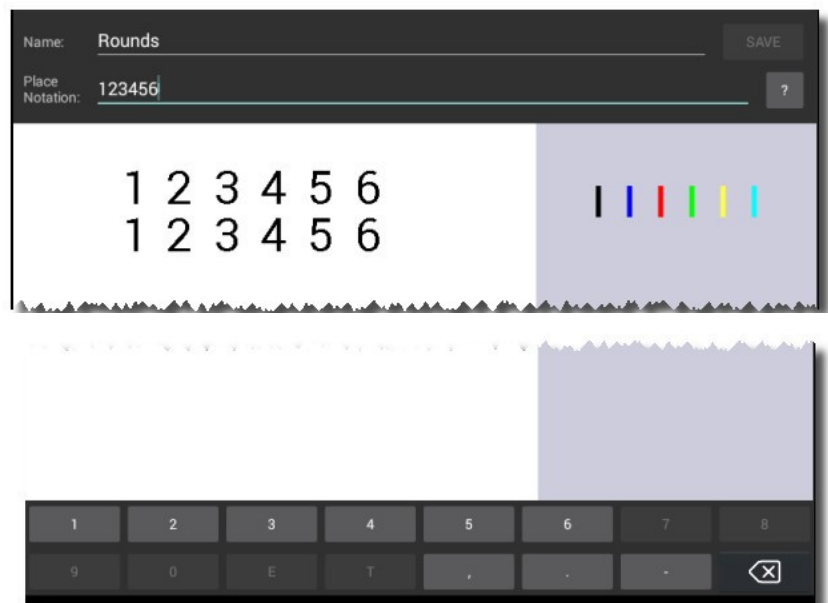 Name: Rounds SAVE
Place
Notation: 123456 ?
1 2 3 4 5 6
1 2 3 4 5 6
1 2 3 4 5 6 7 8
9 0 E T , . -